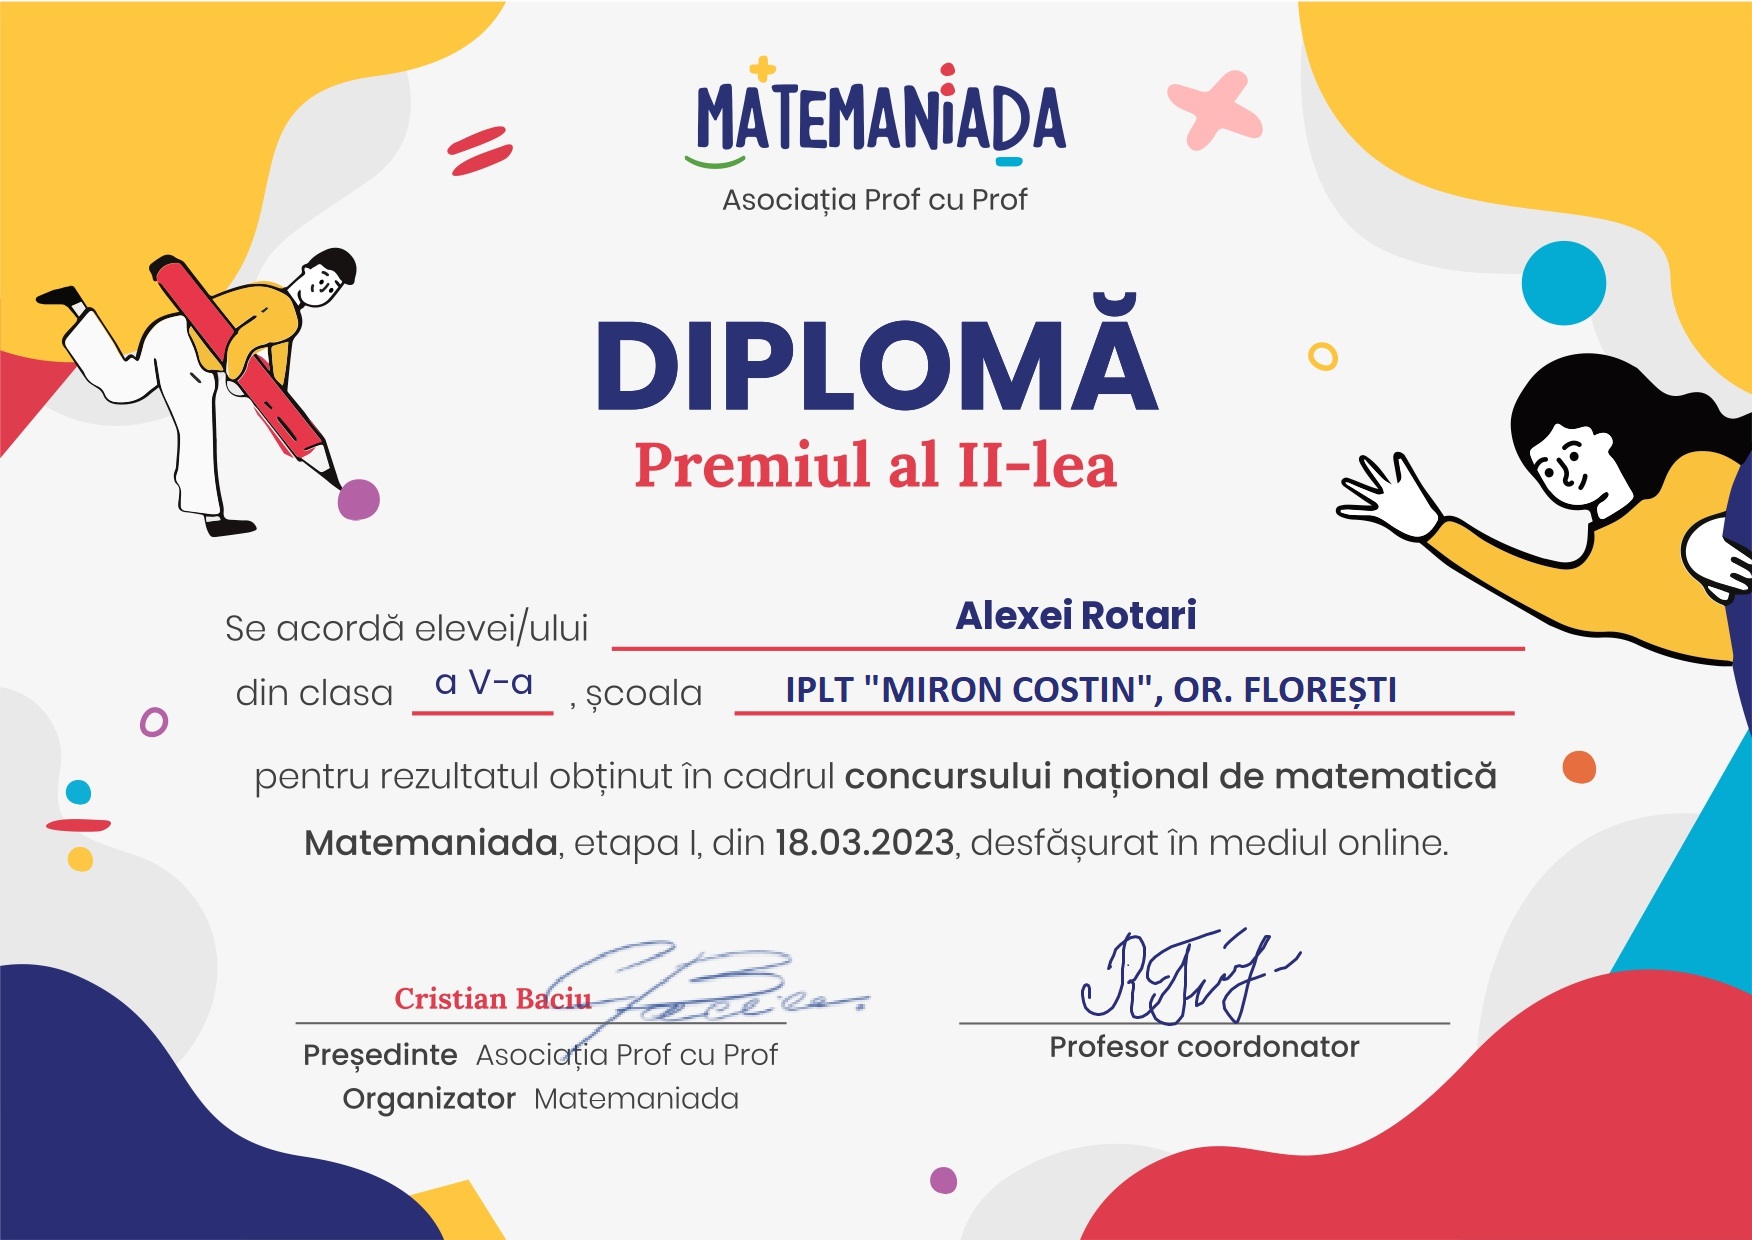 MATEMANiADA
Asociația Prof cu Prof
DIPLOMĂ
Premiul al II-lea
Se acordă elevei/ului Alexei Rotari
din clasa a V-a , școala IPLT "MIRON COSTIN", OR. FLOREȘTI
pentru rezultatul obținut în cadrul concursului național de matematică
Matemaniada, etapa I, din 18.03.2023, desfășurat în mediul online.
Cristian Baciu
Președinte Asociația Prof cu Prof
Organizator Matemaniada
Profesor coordonator